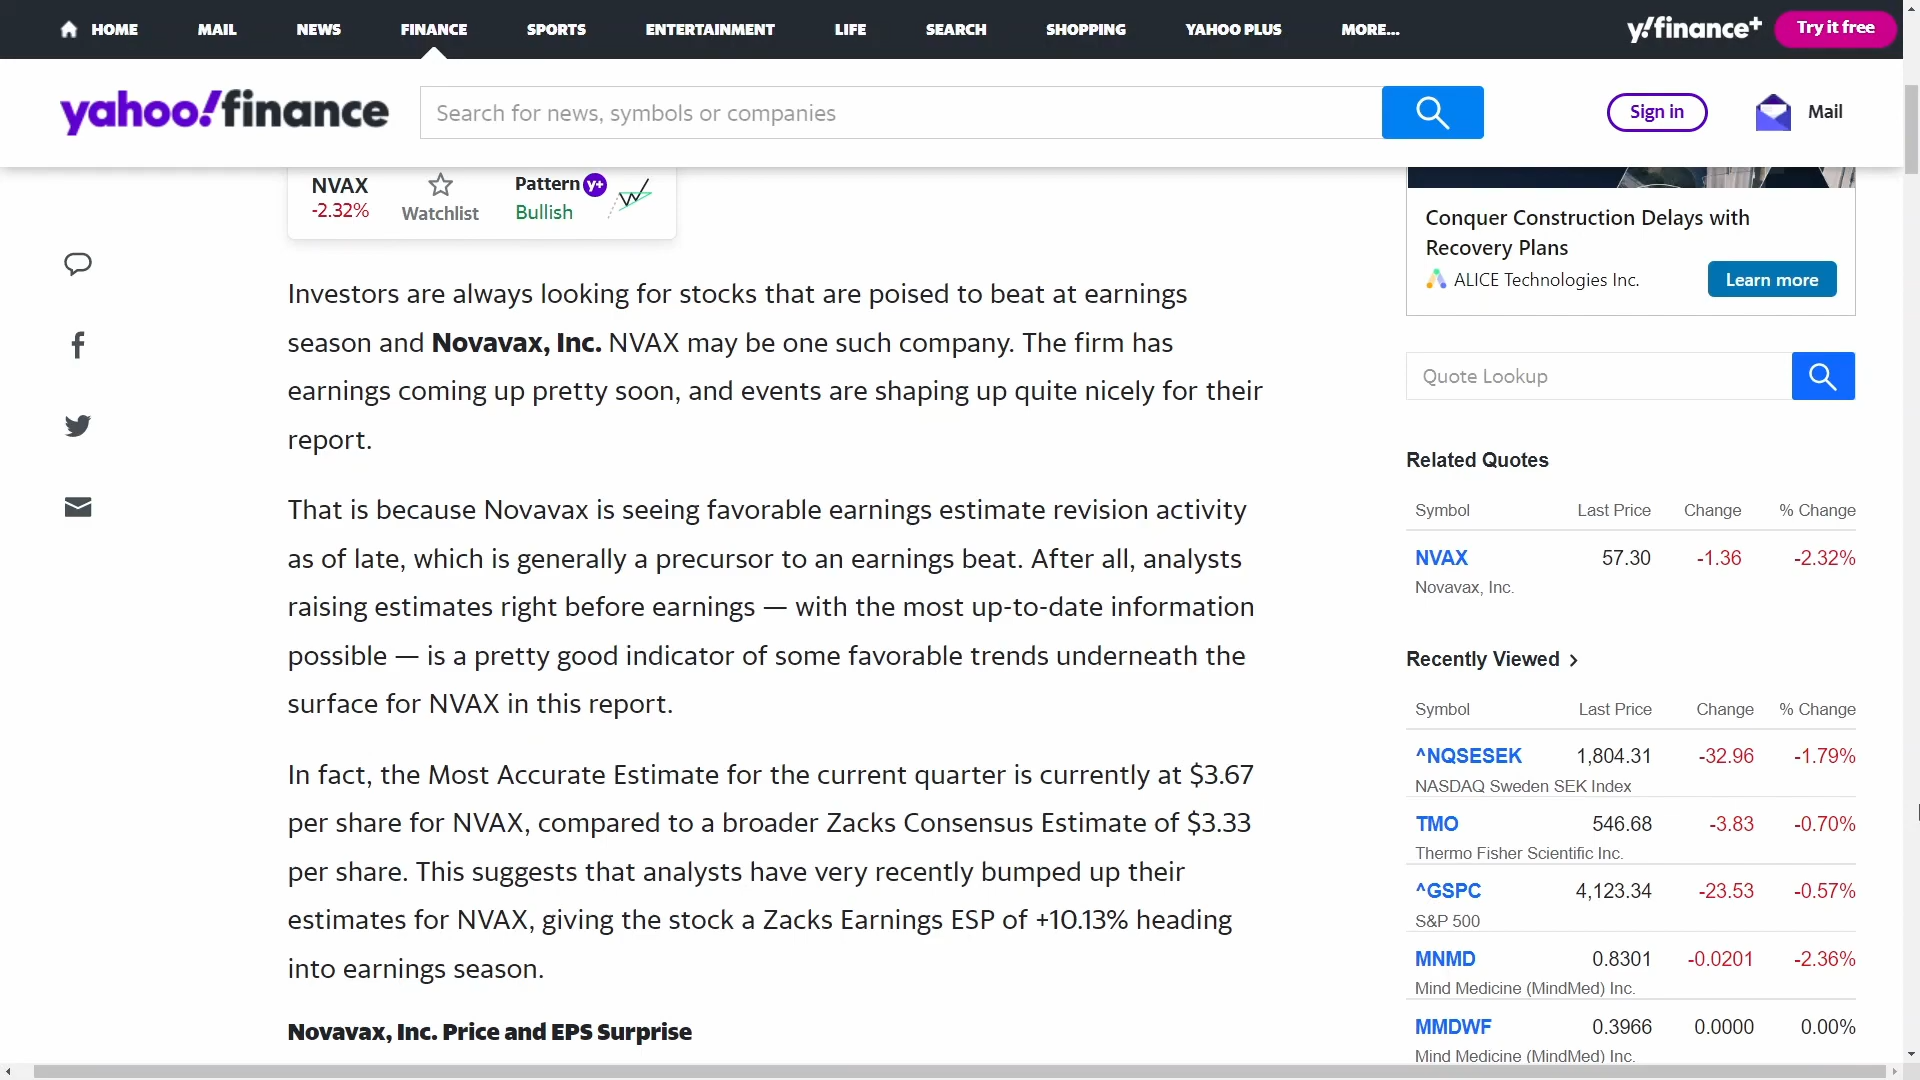 HOME MAIL NEWS FINANCE SPORTS ENTERTAINMENT LIFE SEARCH SHOPPING YAHOO PLUS MORE... y!finance+ Try it free
yahoo!finance Search for news, symbols or companies Sign in Mail
NVAX
-2.32%
Watchlist
Pattern y+
Bullish
Investors are always looking for stocks that are poised to beat at earnings
season and Novavax, Inc. NVAX may be one such company. The firm has
earnings coming up pretty soon, and events are shaping up quite nicely for their
report.
That is because Novavax is seeing favorable earnings estimate revision activity
as of late, which is generally a precursor to an earnings beat. After all, analysts
raising estimates right before earnings — with the most up-to-date information
possible — is a pretty good indicator of some favorable trends underneath the
surface for NVAX in this report.
In fact, the Most Accurate Estimate for the current quarter is currently at $3.67
per share for NVAX, compared to a broader Zacks Consensus Estimate of $3.33
per share. This suggests that analysts have very recently bumped up their
estimates for NVAX, giving the stock a Zacks Earnings ESP of +10.13% heading
into earnings season.
Novavax, Inc. Price and EPS Surprise
Conquer Construction Delays with
Recovery Plans
ALICE Technologies Inc. Learn more
Quote Lookup
Related Quotes
Symbol Last Price Change % Change
NVAX 57.30 -1.36 -2.32%
Novavax, Inc.
Recently Viewed
Symbol Last Price Change % Change
^NQSESEK 1,804.31 -32.96 -1.79%
NASDAQ Sweden SEK Index
TMO 546.68 -3.83 -0.70%
Thermo Fisher Scientific Inc.
^GSPC 4,123.34 -23.53 -0.57%
S&P 500
MNMD 0.8301 -0.0201 -2.36%
Mind Medicine (MindMed) Inc.
MMDWF 0.3966 0.0000 0.00%
Mind Medicine (MindMed) Inc.